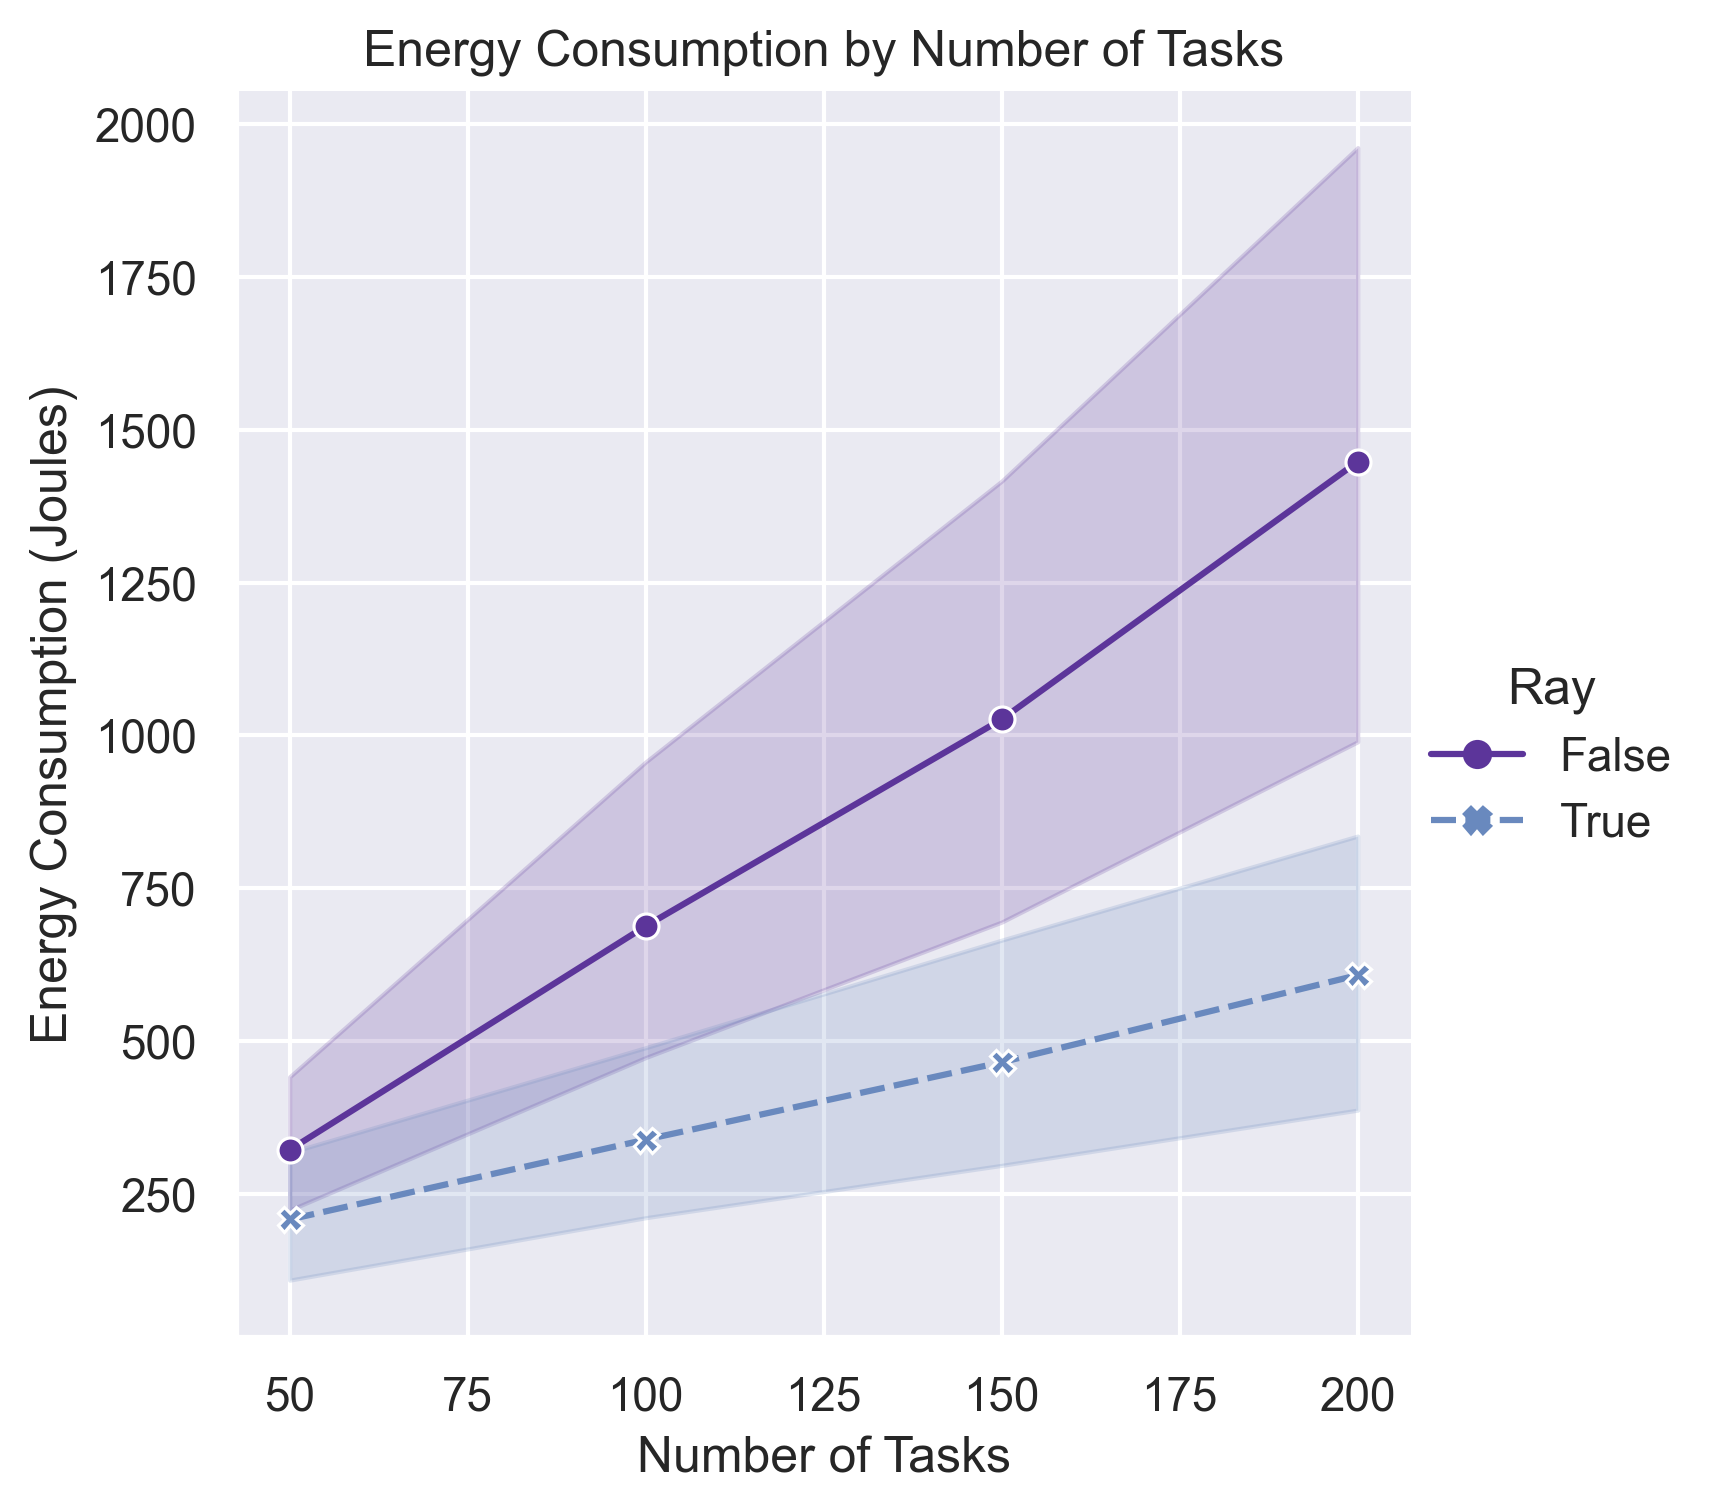 Energy Consumption by Number of Tasks
2000
1750
1500
1250
1000
750
500
250
Energy Consumption (Joules)
50 75 100 125 150 175 200
Number of Tasks
Ray
False
True